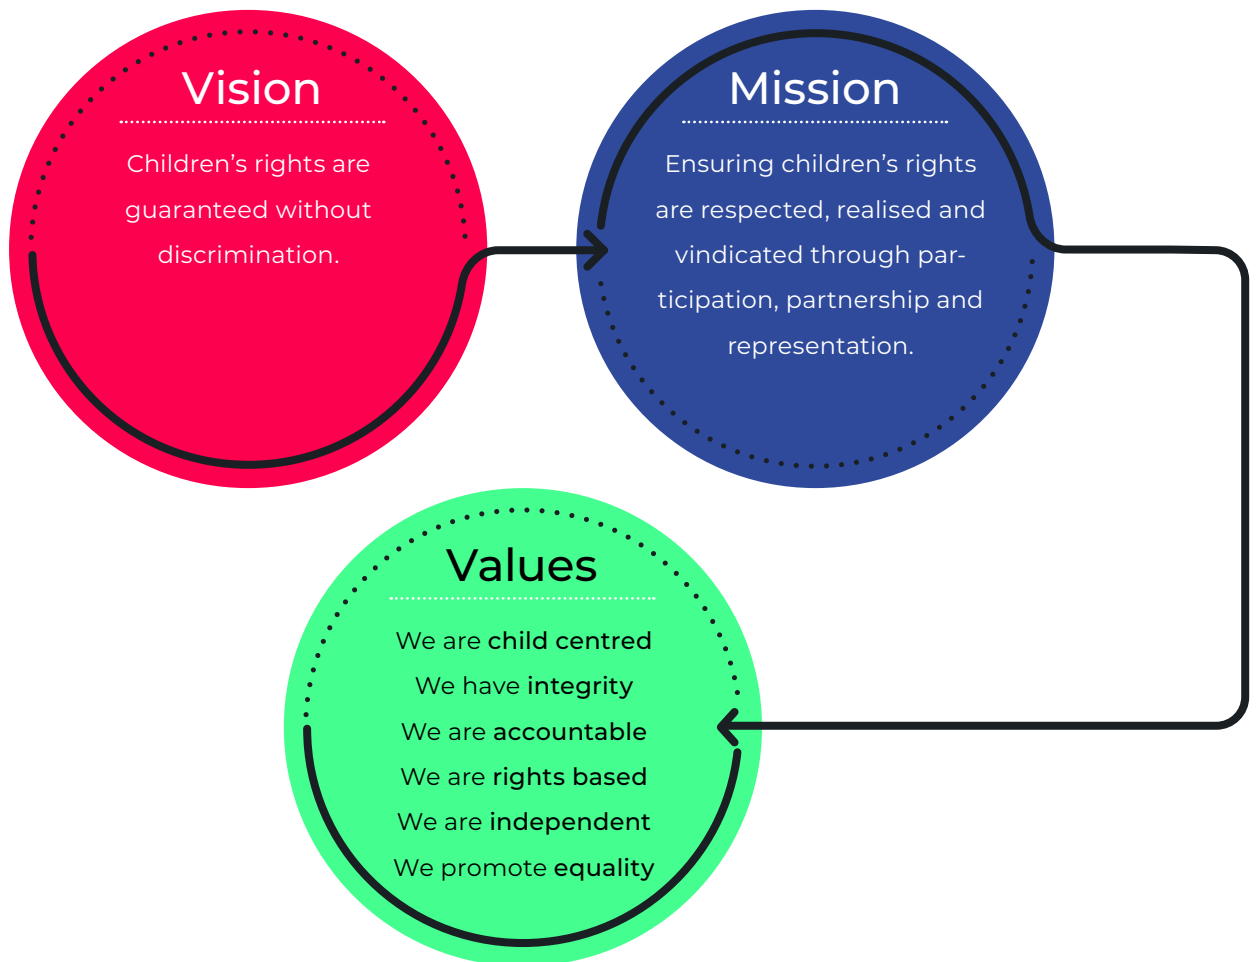 Vision
Children’s rights are
guaranteed without
discrimination.
Mission
Ensuring children’s rights
are respected, realised and
vindicated through par-
ticipation, partnership and
representation.
Values
We are child centred
We have integrity
We are accountable
We are rights based
We are independent
We promote equality